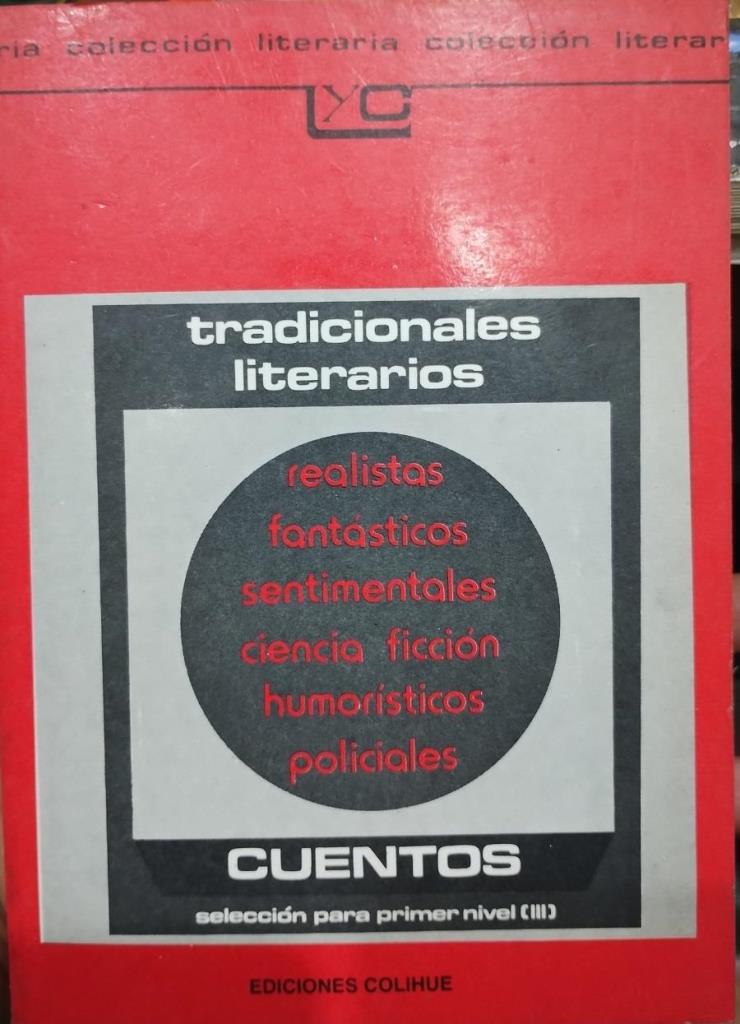 ria colección literaria colección literar
LyC
tradicionales
literarios
realistas
fantásticos
sentimentales
ciencia ficción
humorísticos
policiales
CUENTOS
selección para primer nivel (III)
EDICIONES COLIHUE